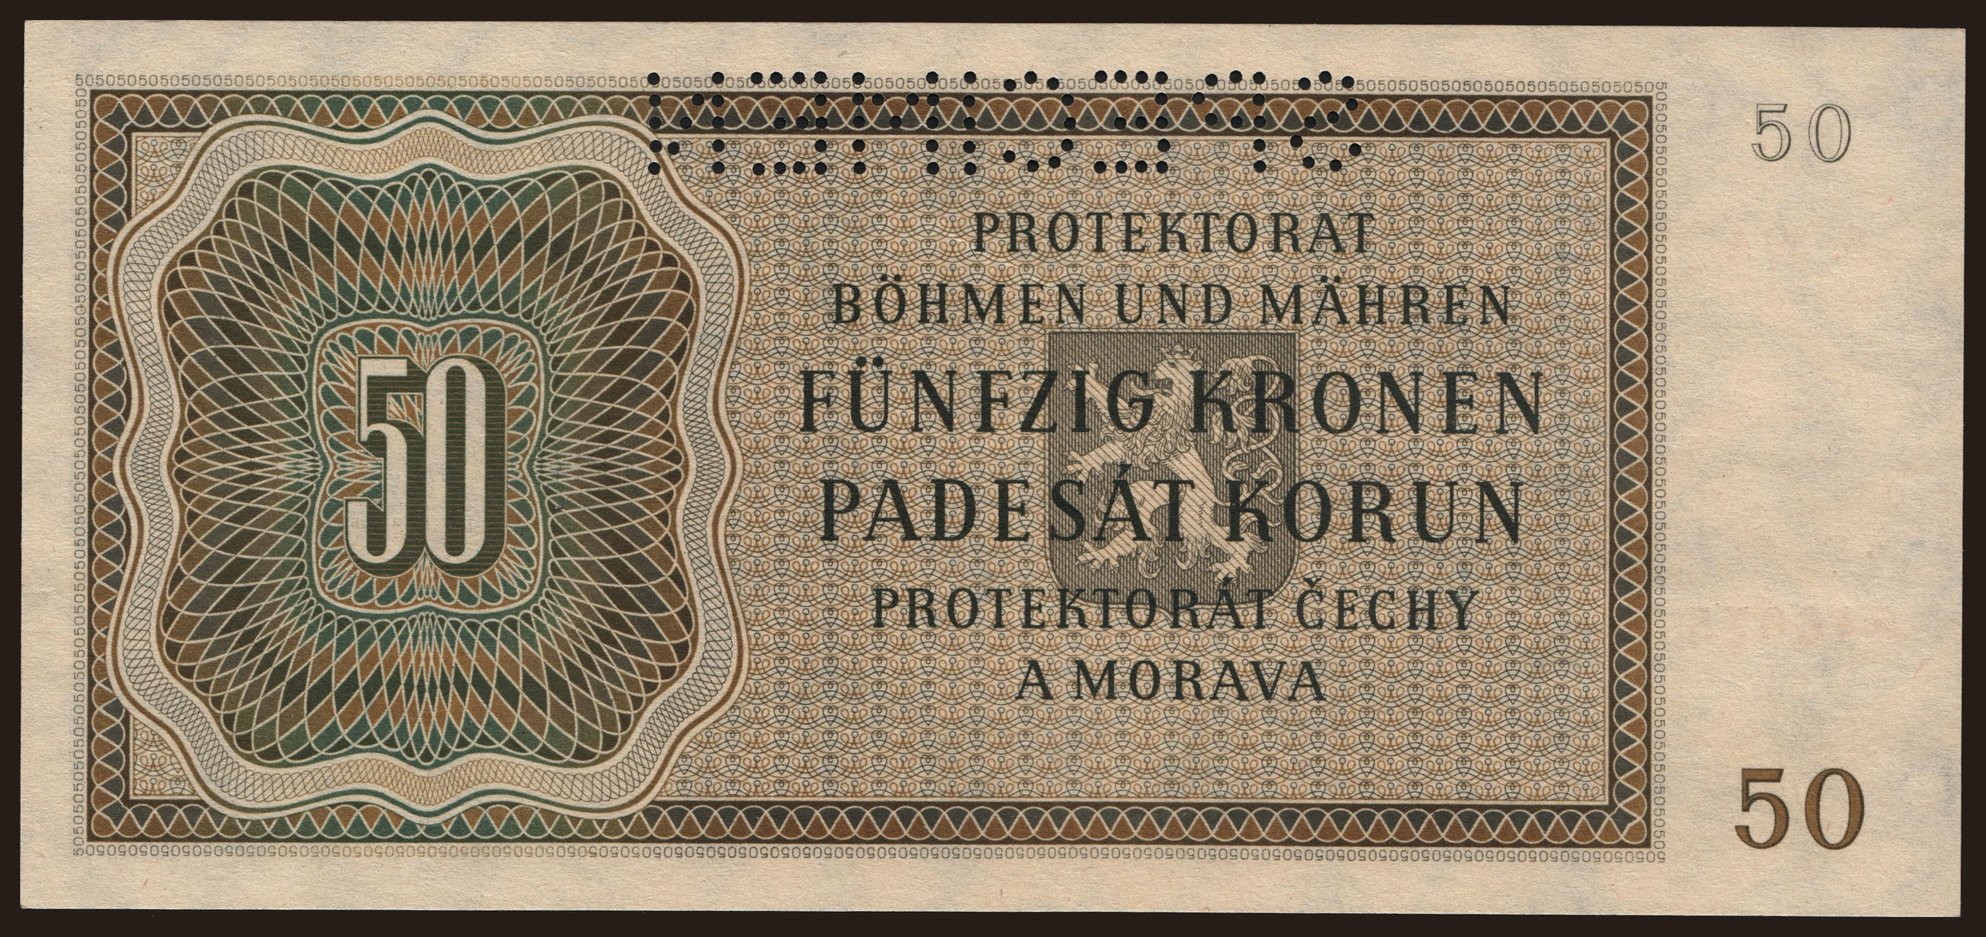 50
PROTEKTORAT
BÖHMEN UND MÄHREN
FÜNFZIG KRONEN
50
PADESÁT KORUN
PROTEKTORÁT ČECHY
A MORAVA
50